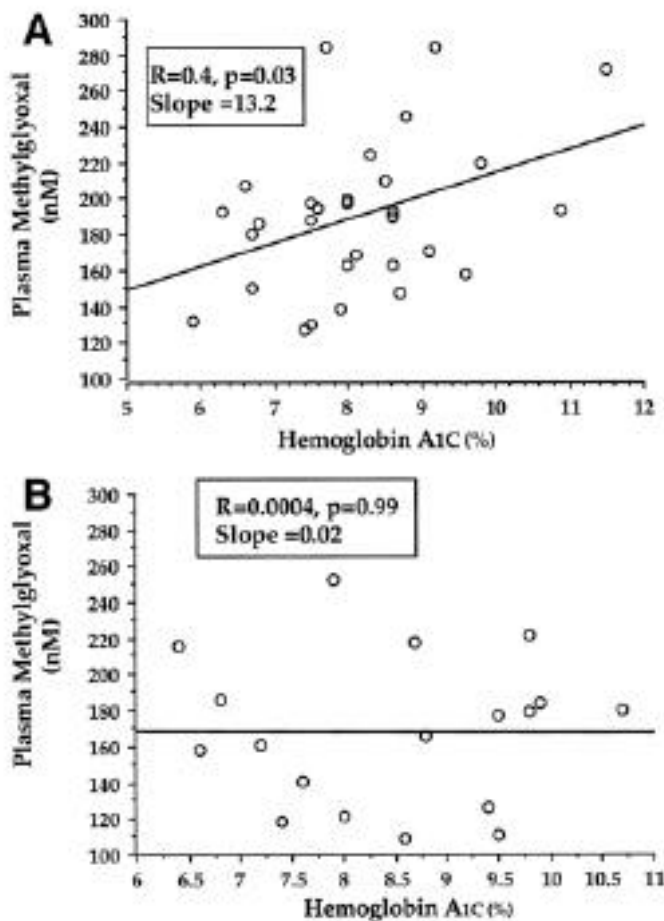 A
R=0.4, p=0.03
Slope =13.2
Plasma Methylglyoxal
(nM)
300
280
260
240
220
200
180
160
140
120
100
5 6 7 8 9 10 11 12
Hemoglobin A1C (%)
B
R=0.0004, p=0.99
Slope =0.02
Plasma Methylglyoxal
(nM)
300
280
260
220
200
190
170
160
140
120
100
6 6.5 7 7.5 8 8.5 9 9.5 10 10.5 11
Hemoglobin A1C (%)